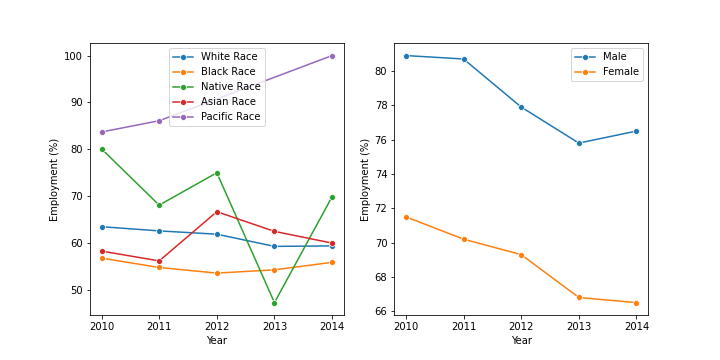 100
90
80
70
60
50
Employment (%)
2010 2011 2012 2013 2014
Year
White Race
Black Race
Native Race
Asian Race
Pacific Race
80
78
76
74
72
70
68
66
Employment (%)
2010 2011 2012 2013 2014
Year
Male
Female